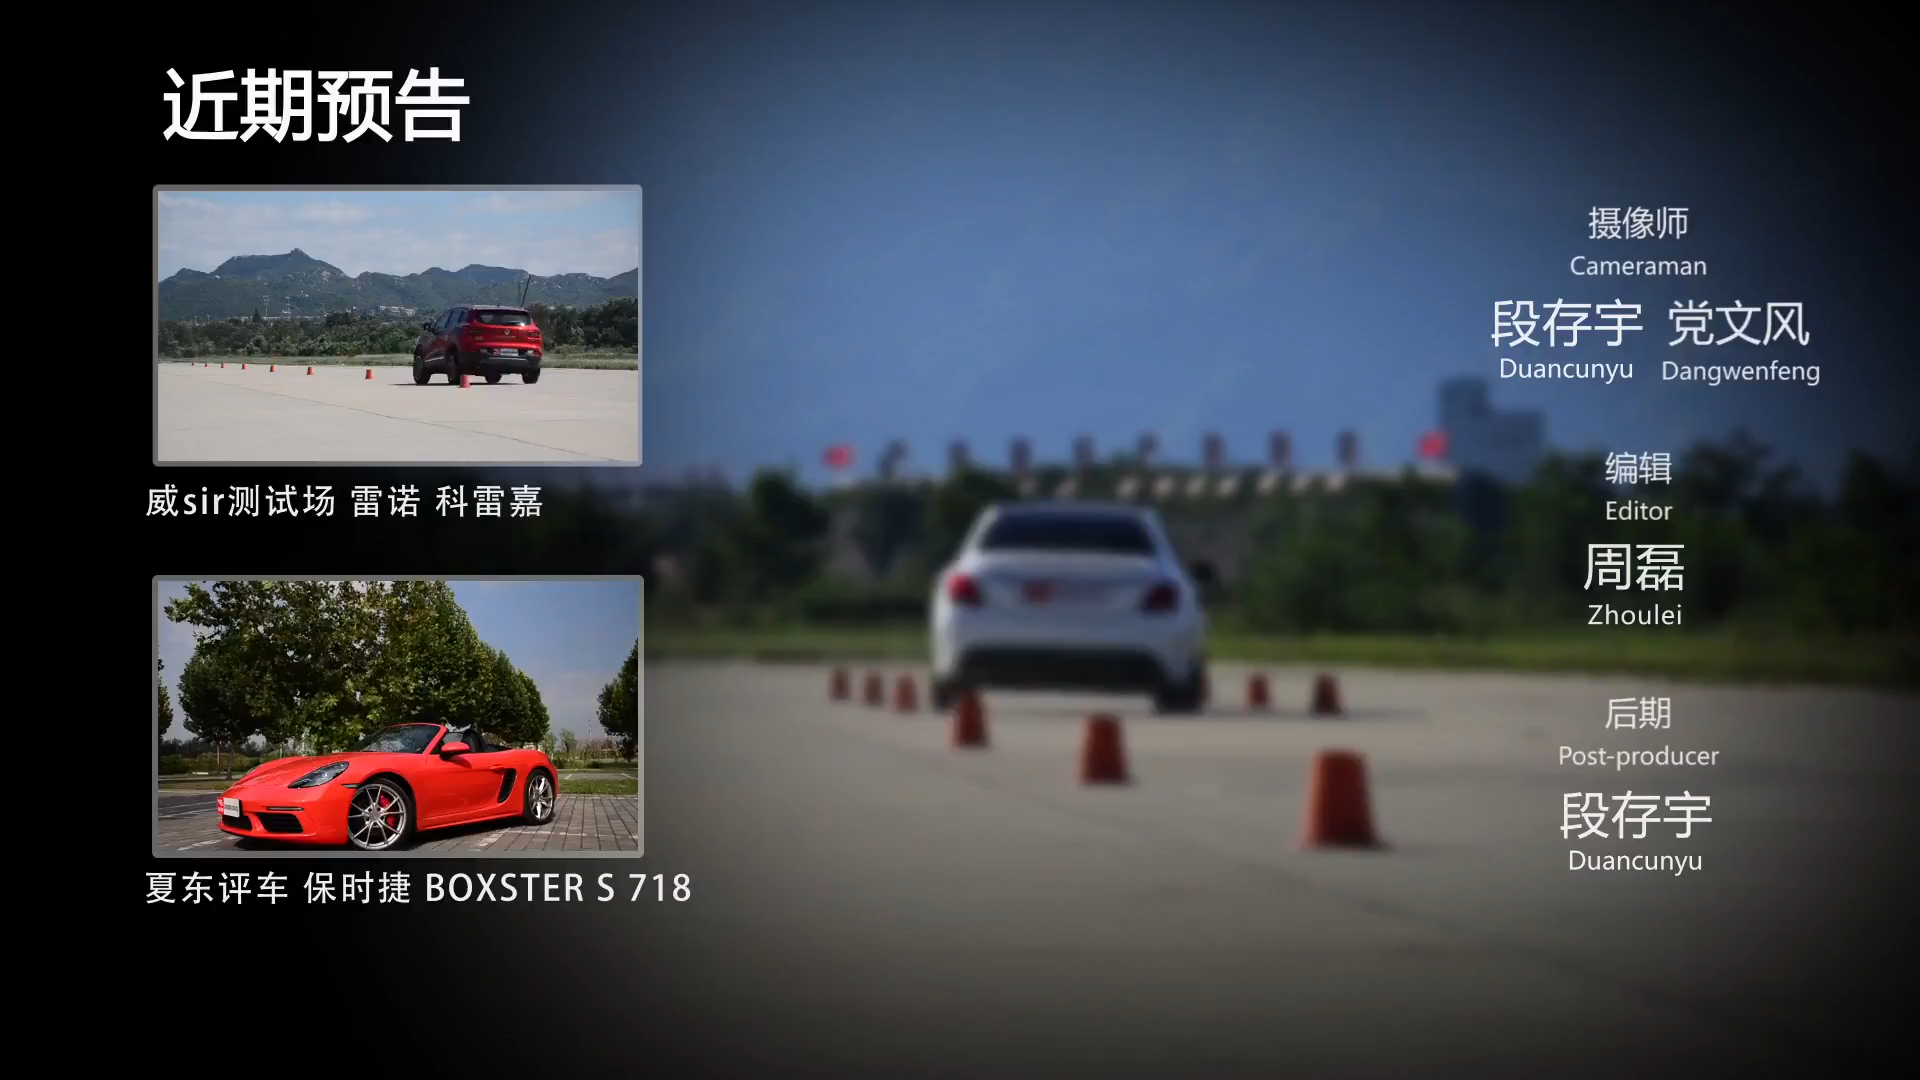 近期预告
威sir测试场 雷诺 科雷嘉
夏东评车 保时捷 BOXSTER S 718
摄像师
Cameraman
段存宇 党文风
Duancunyu Dangwenfeng
编辑
Editor
周磊
Zhoulei
后期
Post-producer
段存宇
Duancunyu